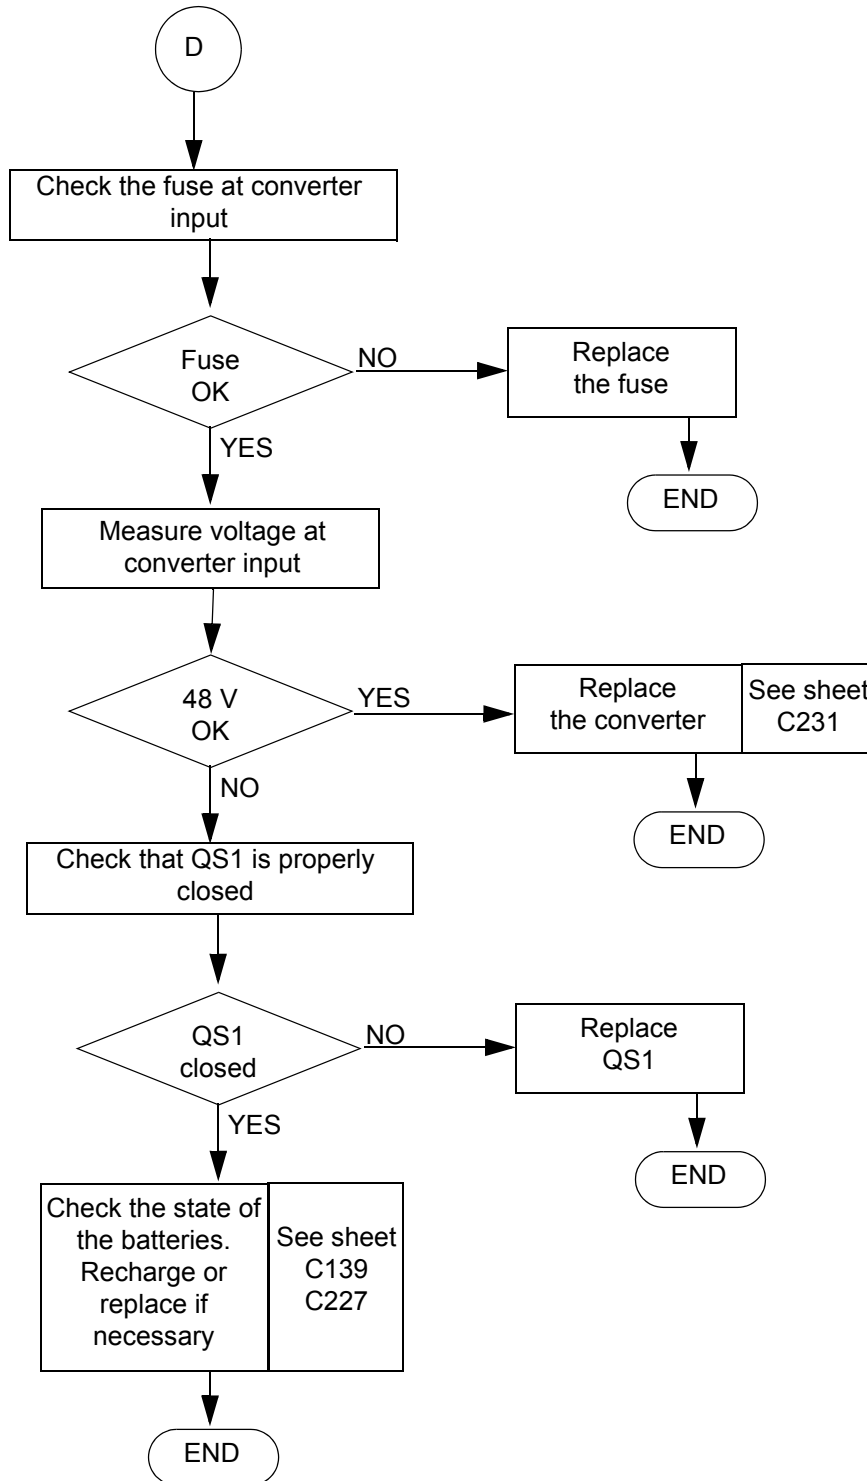 D
Check the fuse at converter
input
Fuse
OK
NO
Replace
the fuse
YES
END
Measure voltage at
converter input
48 V
OK
YES
Replace
the converter
See sheet
C231
NO
END
Check that QS1 is properly
closed
QS1
closed
NO
Replace
QS1
YES
END
Check the state of
the batteries.
Recharge or
replace if
necessary
See sheet
C139
C227
END